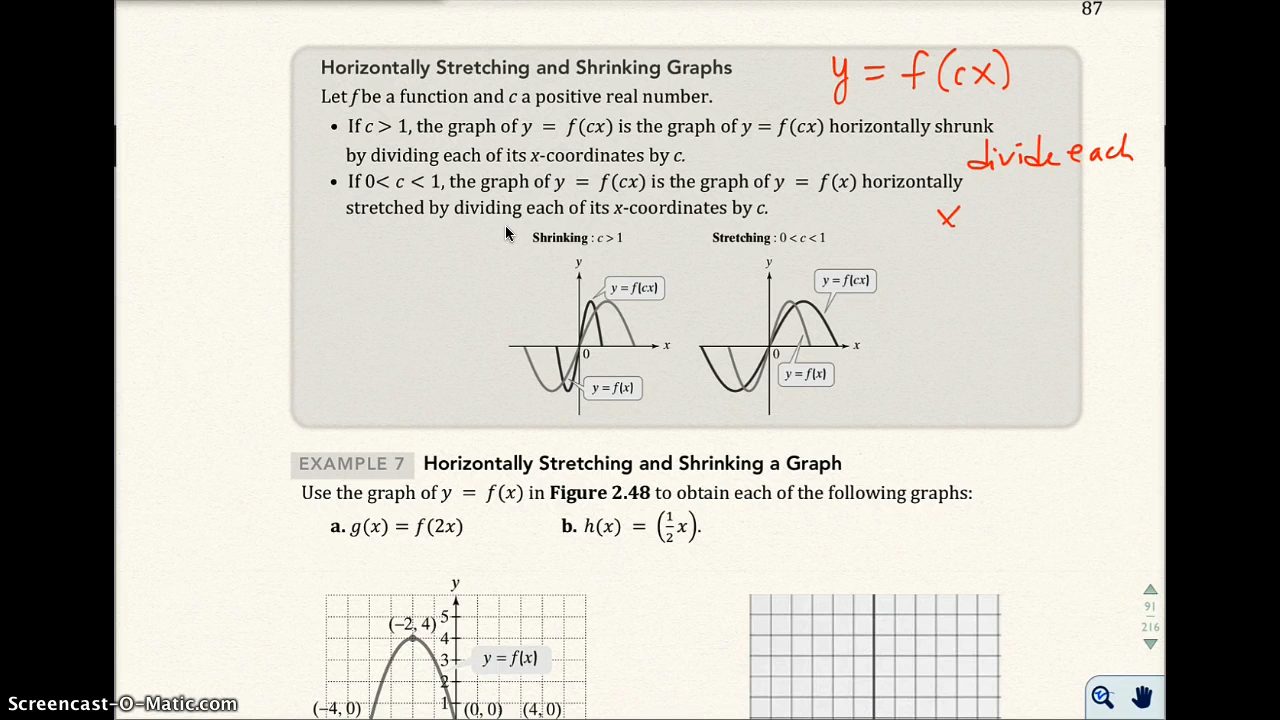 87
Horizontally Stretching and Shrinking Graphs
y = f(cx)
Let f be a function and c a positive real number.
• If c > 1, the graph of y = f(cx) is the graph of y = f(cx) horizontally shrunk
by dividing each of its x-coordinates by c.
divide each
x
• If 0< c < 1, the graph of y = f(cx) is the graph of y = f(x) horizontally
stretched by dividing each of its x-coordinates by c.
Shrinking : c > 1
y
y = f(cx)
x
0
y = f(x)
Stretching : 0 < c < 1
y
y = f(cx)
x
0
y = f(x)
EXAMPLE 7 Horizontally Stretching and Shrinking a Graph
Use the graph of y = f(x) in Figure 2.48 to obtain each of the following graphs:
a. g(x) = f(2x) b. h(x) = (1/2 x).
y
5
(−2, 4)
4
3
y = f(x)
2
1
(−4, 0) (0, 0) (4, 0)
91
216
Screencast-O-Matic.com